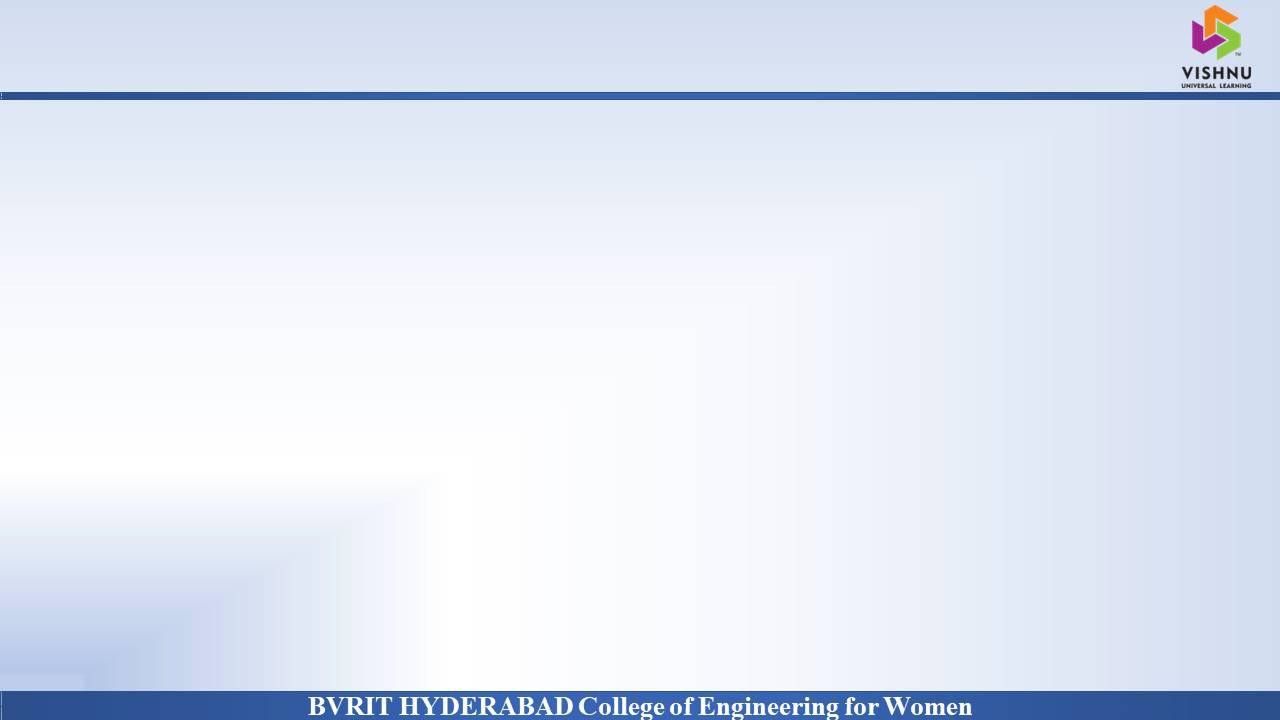 VISHNU
UNIVERSAL LEARNING
BVRIT HYDERABAD College of Engineering for Women